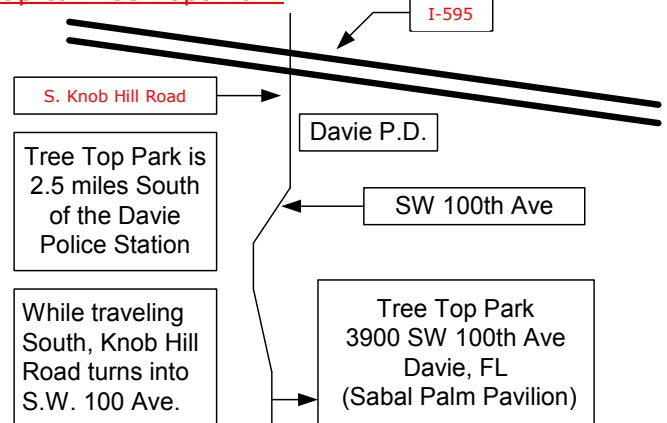 I-595
S. Knob Hill Road
Davie P.D.
Tree Top Park is
2.5 miles South
of the Davie
Police Station
SW 100th Ave
While traveling
South, Knob Hill
Road turns into
S.W. 100 Ave.
Tree Top Park
3900 SW 100th Ave
Davie, FL
(Sabal Palm Pavilion)